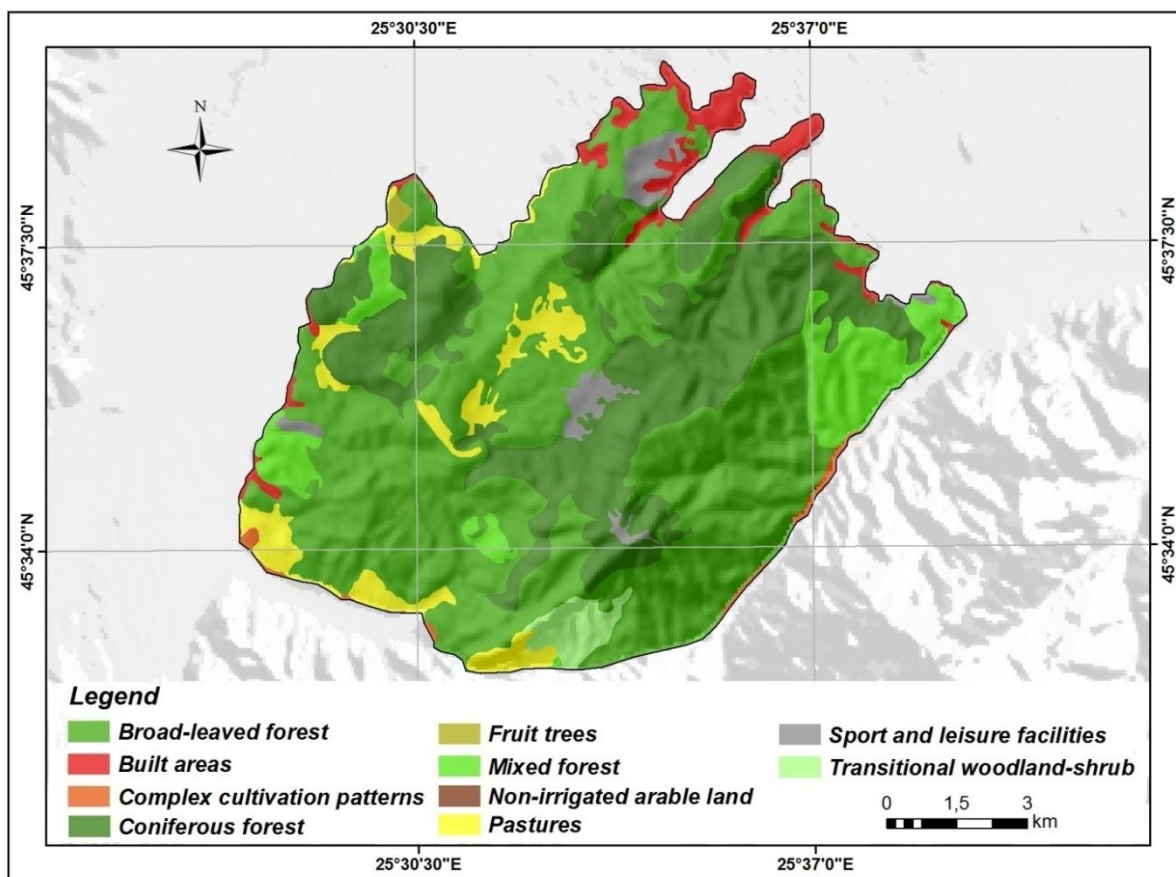 25°30'30"E
25°37'0"E
N
45°37'30"N
45°37'30"N
45°34'0"N
45°34'0"N
Legend
Broad-leaved forest
Built areas
Complex cultivation patterns
Coniferous forest
Fruit trees
Mixed forest
Non-irrigated arable land
Pastures
Sport and leisure facilities
Transitional woodland-shrub
0 1,5 3
km
25°30'30"E
25°37'0"E